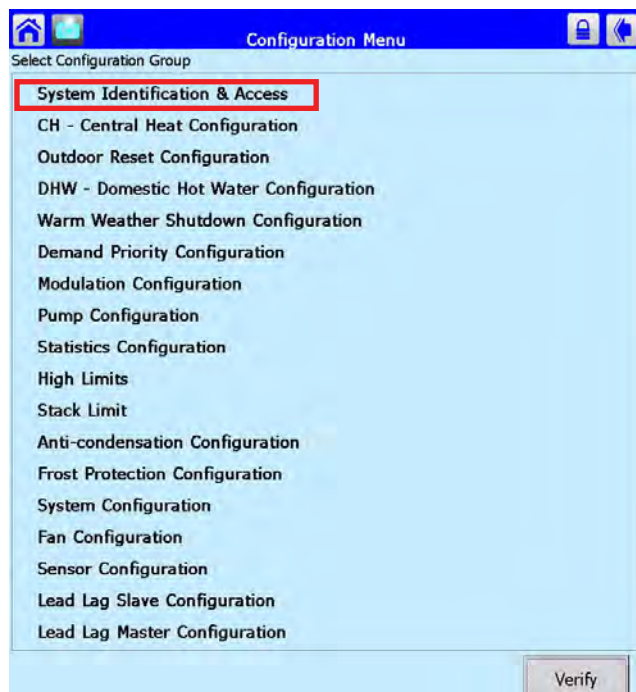 Configuration Menu
Select Configuration Group
System Identification & Access
CH - Central Heat Configuration
Outdoor Reset Configuration
DHW - Domestic Hot Water Configuration
Warm Weather Shutdown Configuration
Demand Priority Configuration
Modulation Configuration
Pump Configuration
Statistics Configuration
High Limits
Stack Limit
Anti-condensation Configuration
Frost Protection Configuration
System Configuration
Fan Configuration
Sensor Configuration
Lead Lag Slave Configuration
Lead Lag Master Configuration
Verify